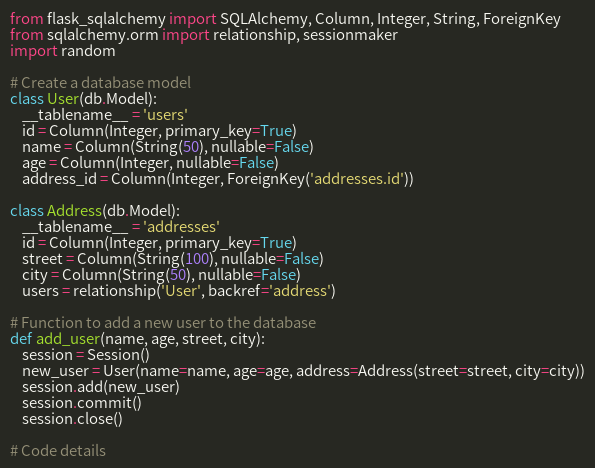 from flask_sqlalchemy import SQLAlchemy, Column, Integer, String, ForeignKey
from sqlalchemy.orm import relationship, sessionmaker
import random

# Create a database model
class User(db.Model):
    __tablename__ = 'users'
    id = Column(Integer, primary_key=True)
    name = Column(String(50), nullable=False)
    age = Column(Integer, nullable=False)
    address_id = Column(Integer, ForeignKey('addresses.id'))

class Address(db.Model):
    __tablename__ = 'addresses'
    id = Column(Integer, primary_key=True)
    street = Column(String(100), nullable=False)
    city = Column(String(50), nullable=False)
    users = relationship('User', backref='address')

# Function to add a new user to the database
def add_user(name, age, street, city):
    session = Session()
    new_user = User(name=name, age=age, address=Address(street=street, city=city))
    session.add(new_user)
    session.commit()
    session.close()

# Code details